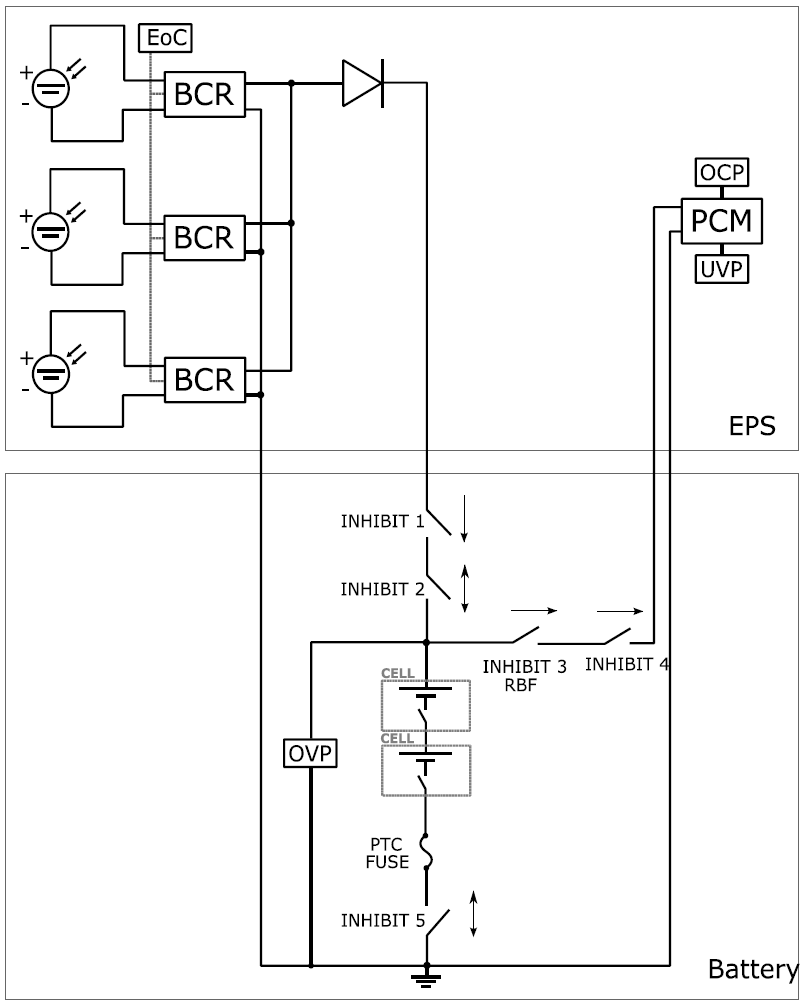 EoC
+
BCR
-
OCP
+
BCR
-
PCM
UVP
+
BCR
-
EPS
INHIBIT 1
INHIBIT 2
INHIBIT 3
RBF
INHIBIT 4
CELL
CELL
OVP
PTC
FUSE
INHIBIT 5
Battery